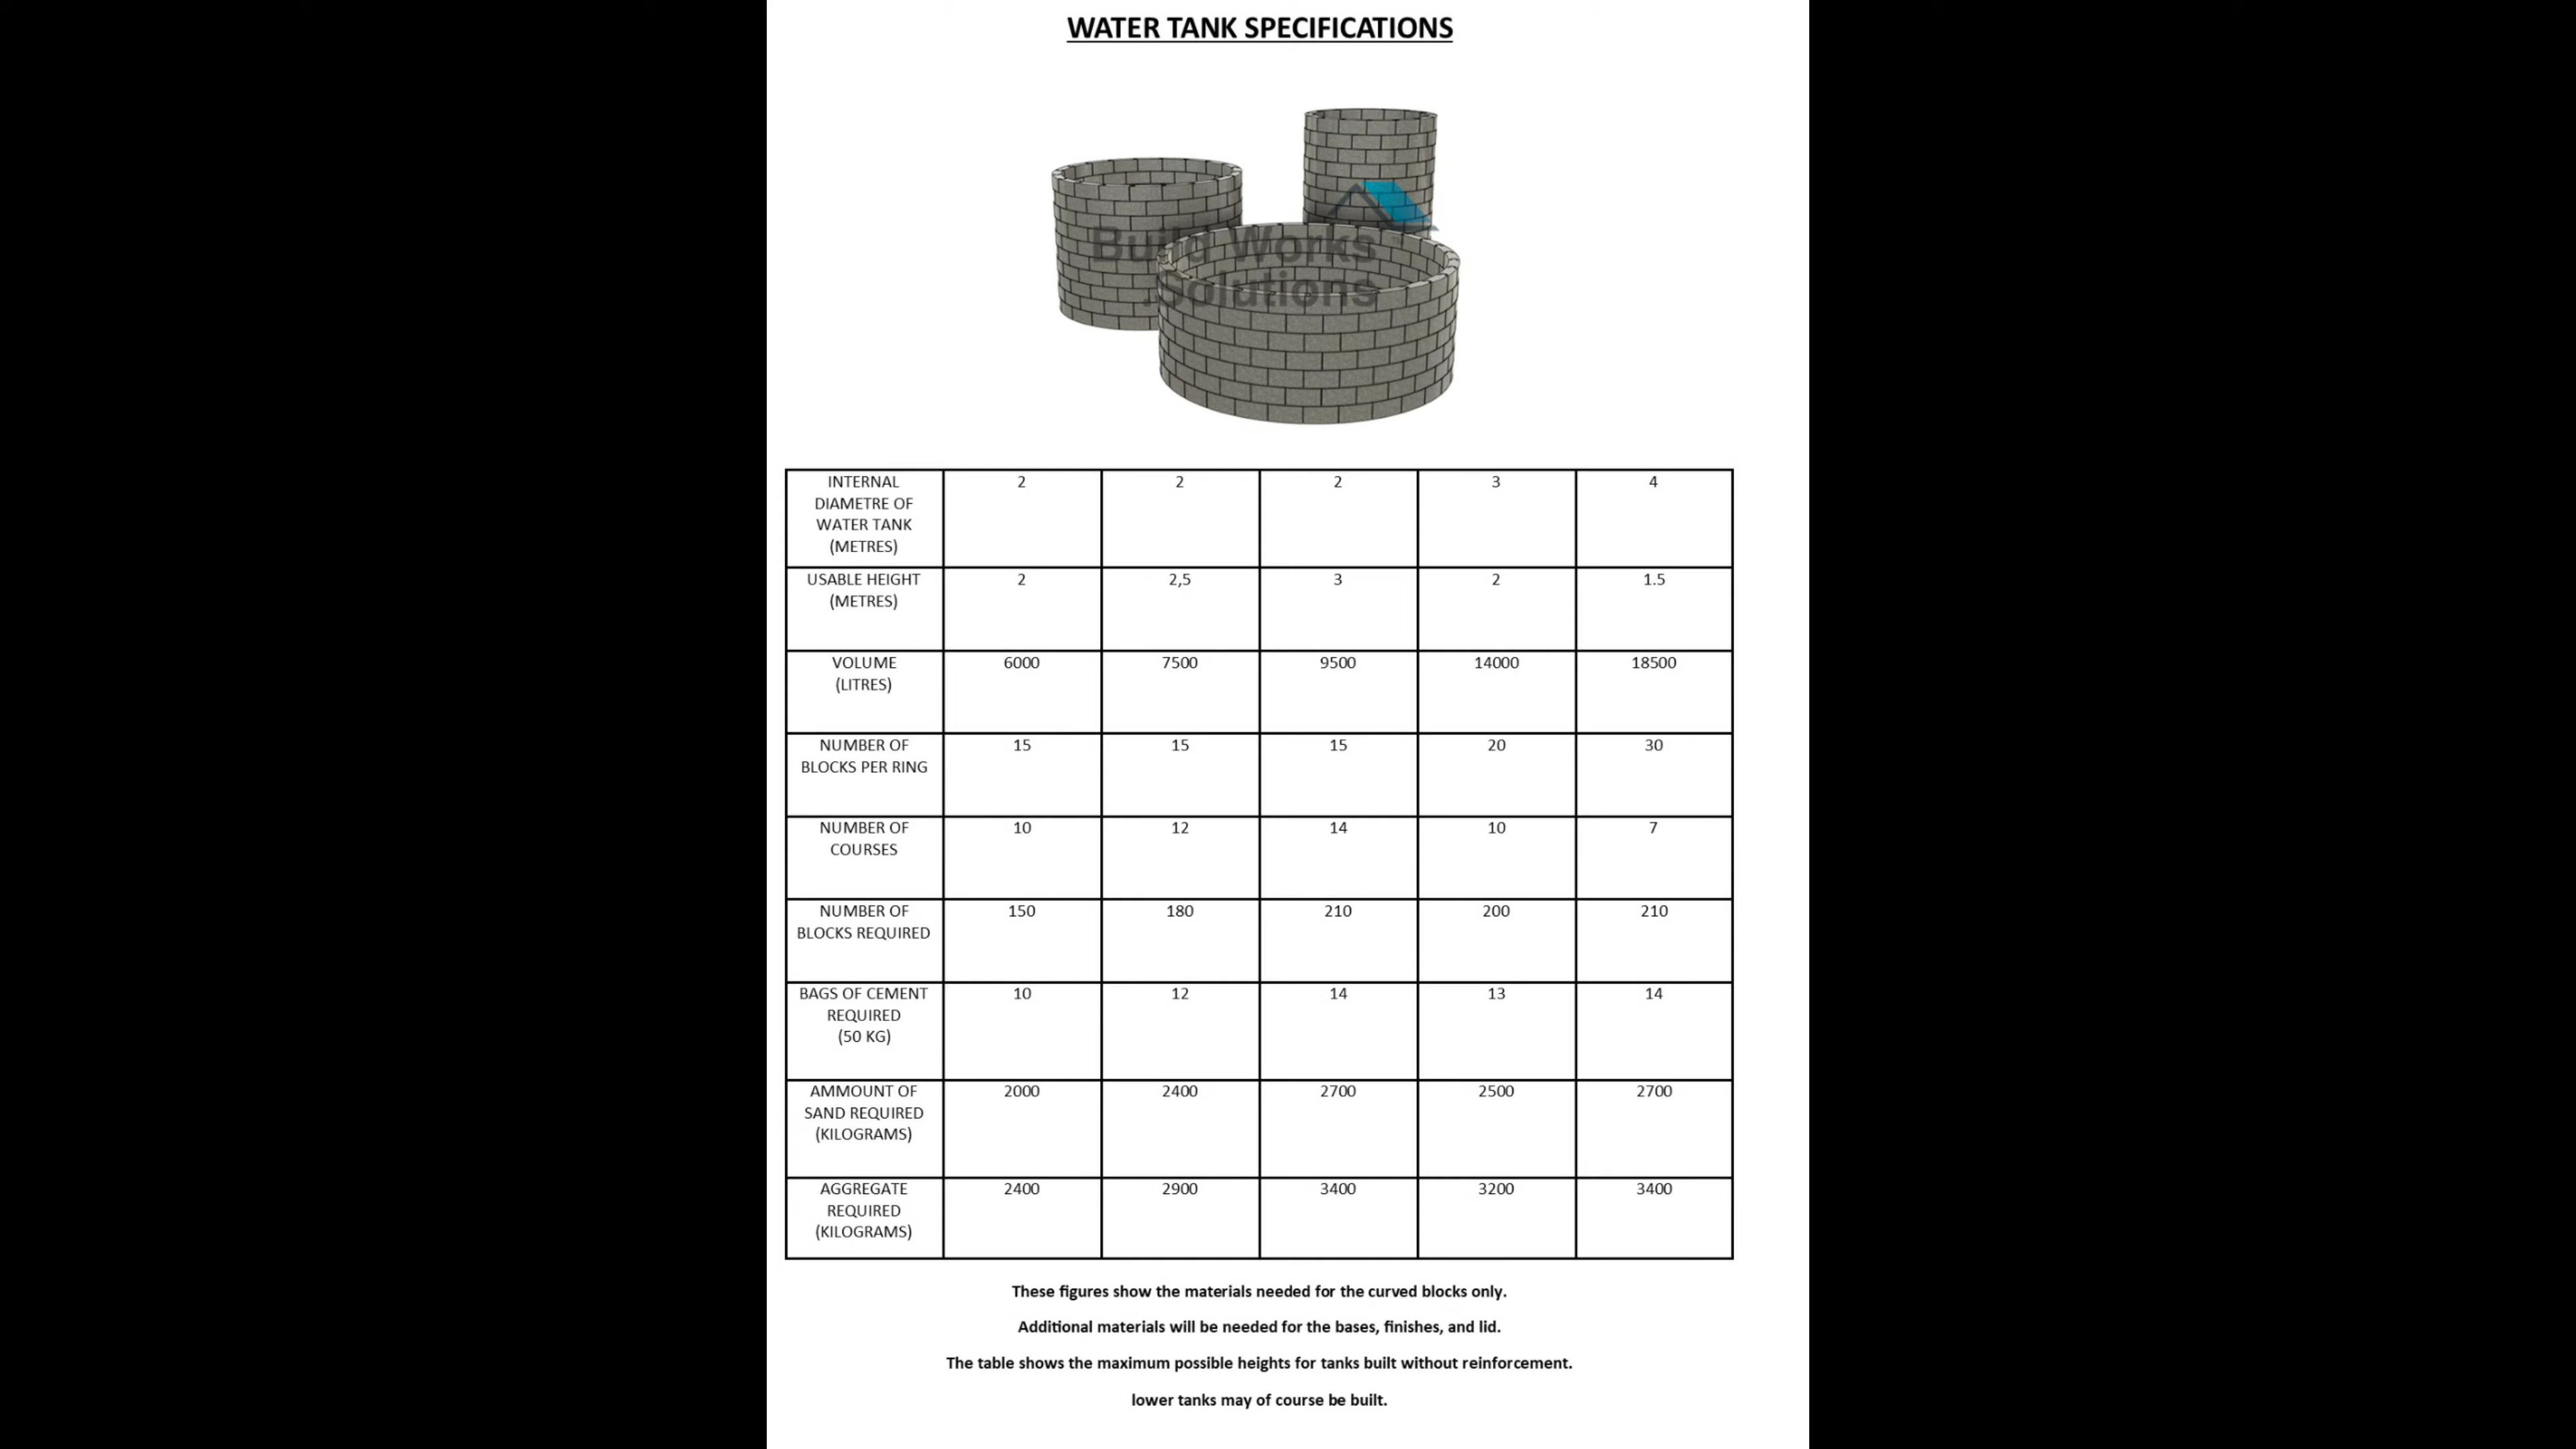 WATER TANK SPECIFICATIONS
Build Works
.Solutions
INTERNAL
DIAMETRE OF
WATER TANK
(METRES)
2 2 2 3 4
USABLE HEIGHT
(METRES)
2 2,5 3 2 1.5
VOLUME
(LITRES)
6000 7500 9500 14000 18500
NUMBER OF
BLOCKS PER RING
15 15 15 20 30
NUMBER OF
COURSES
10 12 14 10 7
NUMBER OF
BLOCKS REQUIRED
150 180 210 200 210
BAGS OF CEMENT
REQUIRED
(50 KG)
10 12 14 13 14
AMMOUNT OF
SAND REQUIRED
(KILOGRAMS)
2000 2400 2700 2500 2700
AGGREGATE
REQUIRED
(KILOGRAMS)
2400 2900 3400 3200 3400
These figures show the materials needed for the curved blocks only.
Additional materials will be needed for the bases, finishes, and lid.
The table shows the maximum possible heights for tanks built without reinforcement.
lower tanks may of course be built.